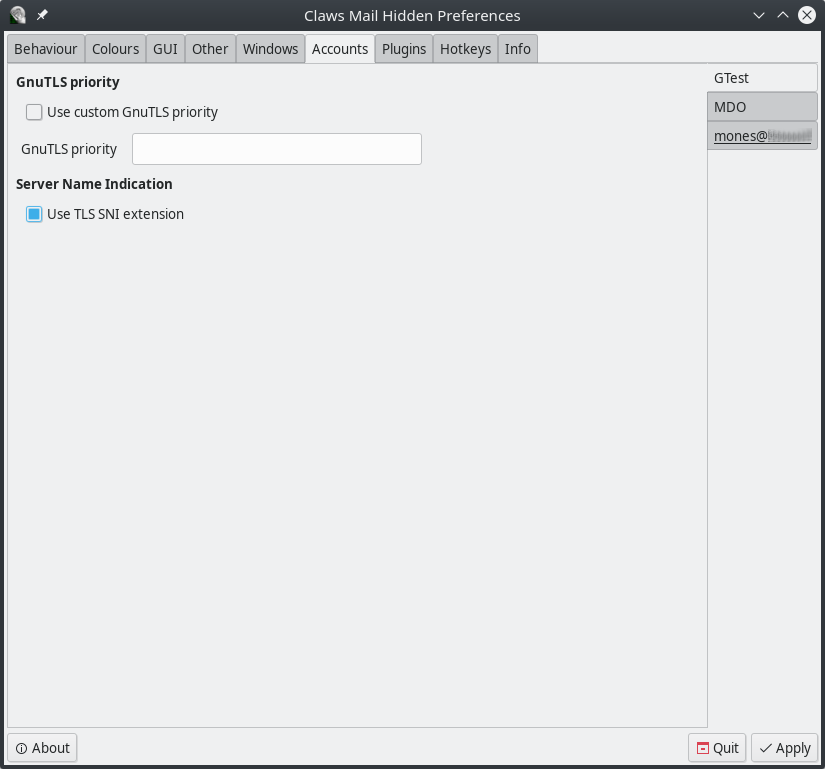 Claws Mail Hidden Preferences
Behaviour Colours GUI Other Windows Accounts Plugins Hotkeys Info
GnuTLS priority
Use custom GnuTLS priority
GnuTLS priority
Server Name Indication
Use TLS SNI extension
GTest
MDO
mones@
About Quit Apply